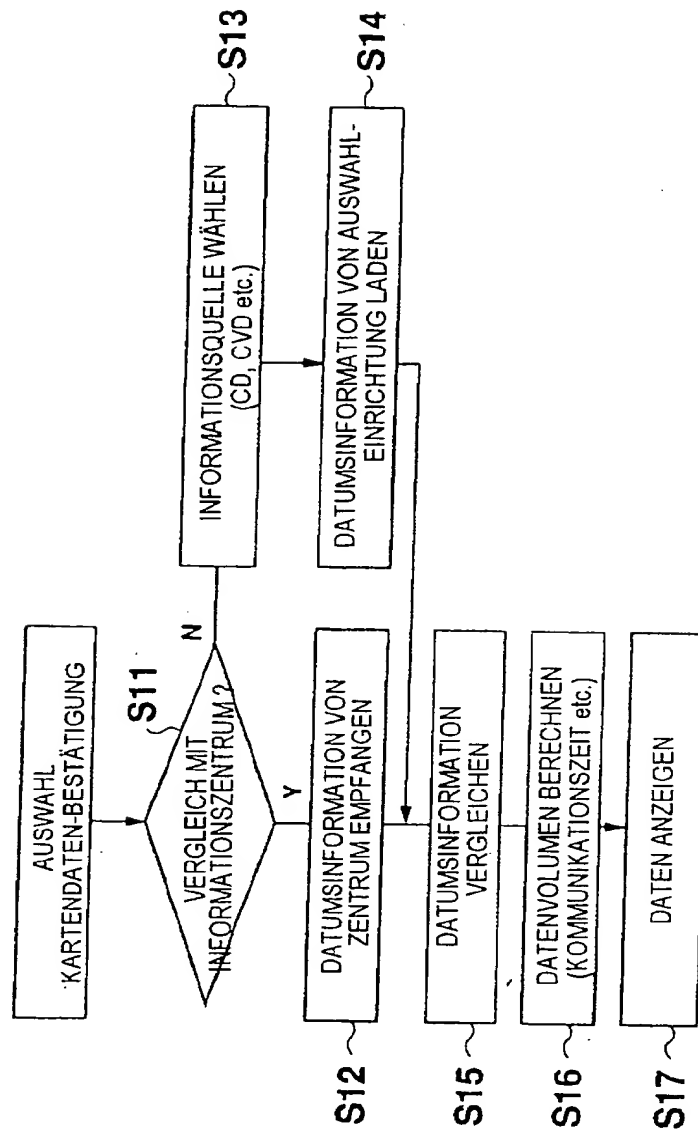 AUSWAHL
KARTENDATEN-BESTÄTIGUNG
S11
VERGLEICH MIT
INFORMATIONSZENTRUM ?
N
Y
INFORMATIONSQUELLE WÄHLEN
(CD, CVD etc.)
S13
DATUMSINFORMATION VON AUSWAHL-
EINRICHTUNG LADEN
S14
S12
DATUMSINFORMATION VON
ZENTRUM EMPFANGEN
S15
DATUMSINFORMATION
VERGLEICHEN
S16
DATENVOLUMEN BERECHNEN
(KOMMUNIKATIONSZEIT etc.)
S17
DATEN ANZEIGEN